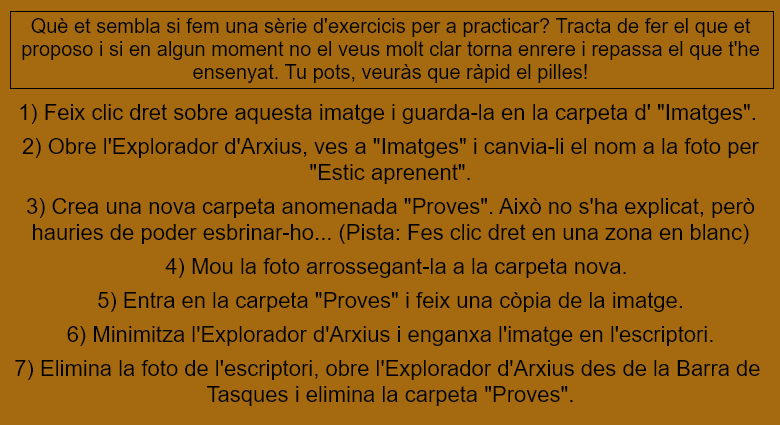 Què et sembla si fem una sèrie d'exercicis per a practicar? Tracta de fer el que et
proposo i si en algun moment no el veus molt clar torna enrere i repassa el que t'he
ensenyat. Tu pots, veuràs que ràpid el pilles!
1) Feix clic dret sobre aquesta imatge i guarda-la en la carpeta d' "Imatges".
2) Obre l'Explorador d'Arxius, ves a "Imatges" i canvia-li el nom a la foto per
"Estic aprenent".
3) Crea una nova carpeta anomenada "Proves". Això no s'ha explicat, però
hauries de poder esbrinar-ho... (Pista: Fes clic dret en una zona en blanc)
4) Mou la foto arrossegant-la a la carpeta nova.
5) Entra en la carpeta "Proves" i feix una còpia de la imatge.
6) Minimitza l'Explorador d'Arxius i enganxa l'imatge en l'escriptori.
7) Elimina la foto de l'escriptori, obre l'Explorador d'Arxius des de la Barra de
Tasques i elimina la carpeta "Proves".